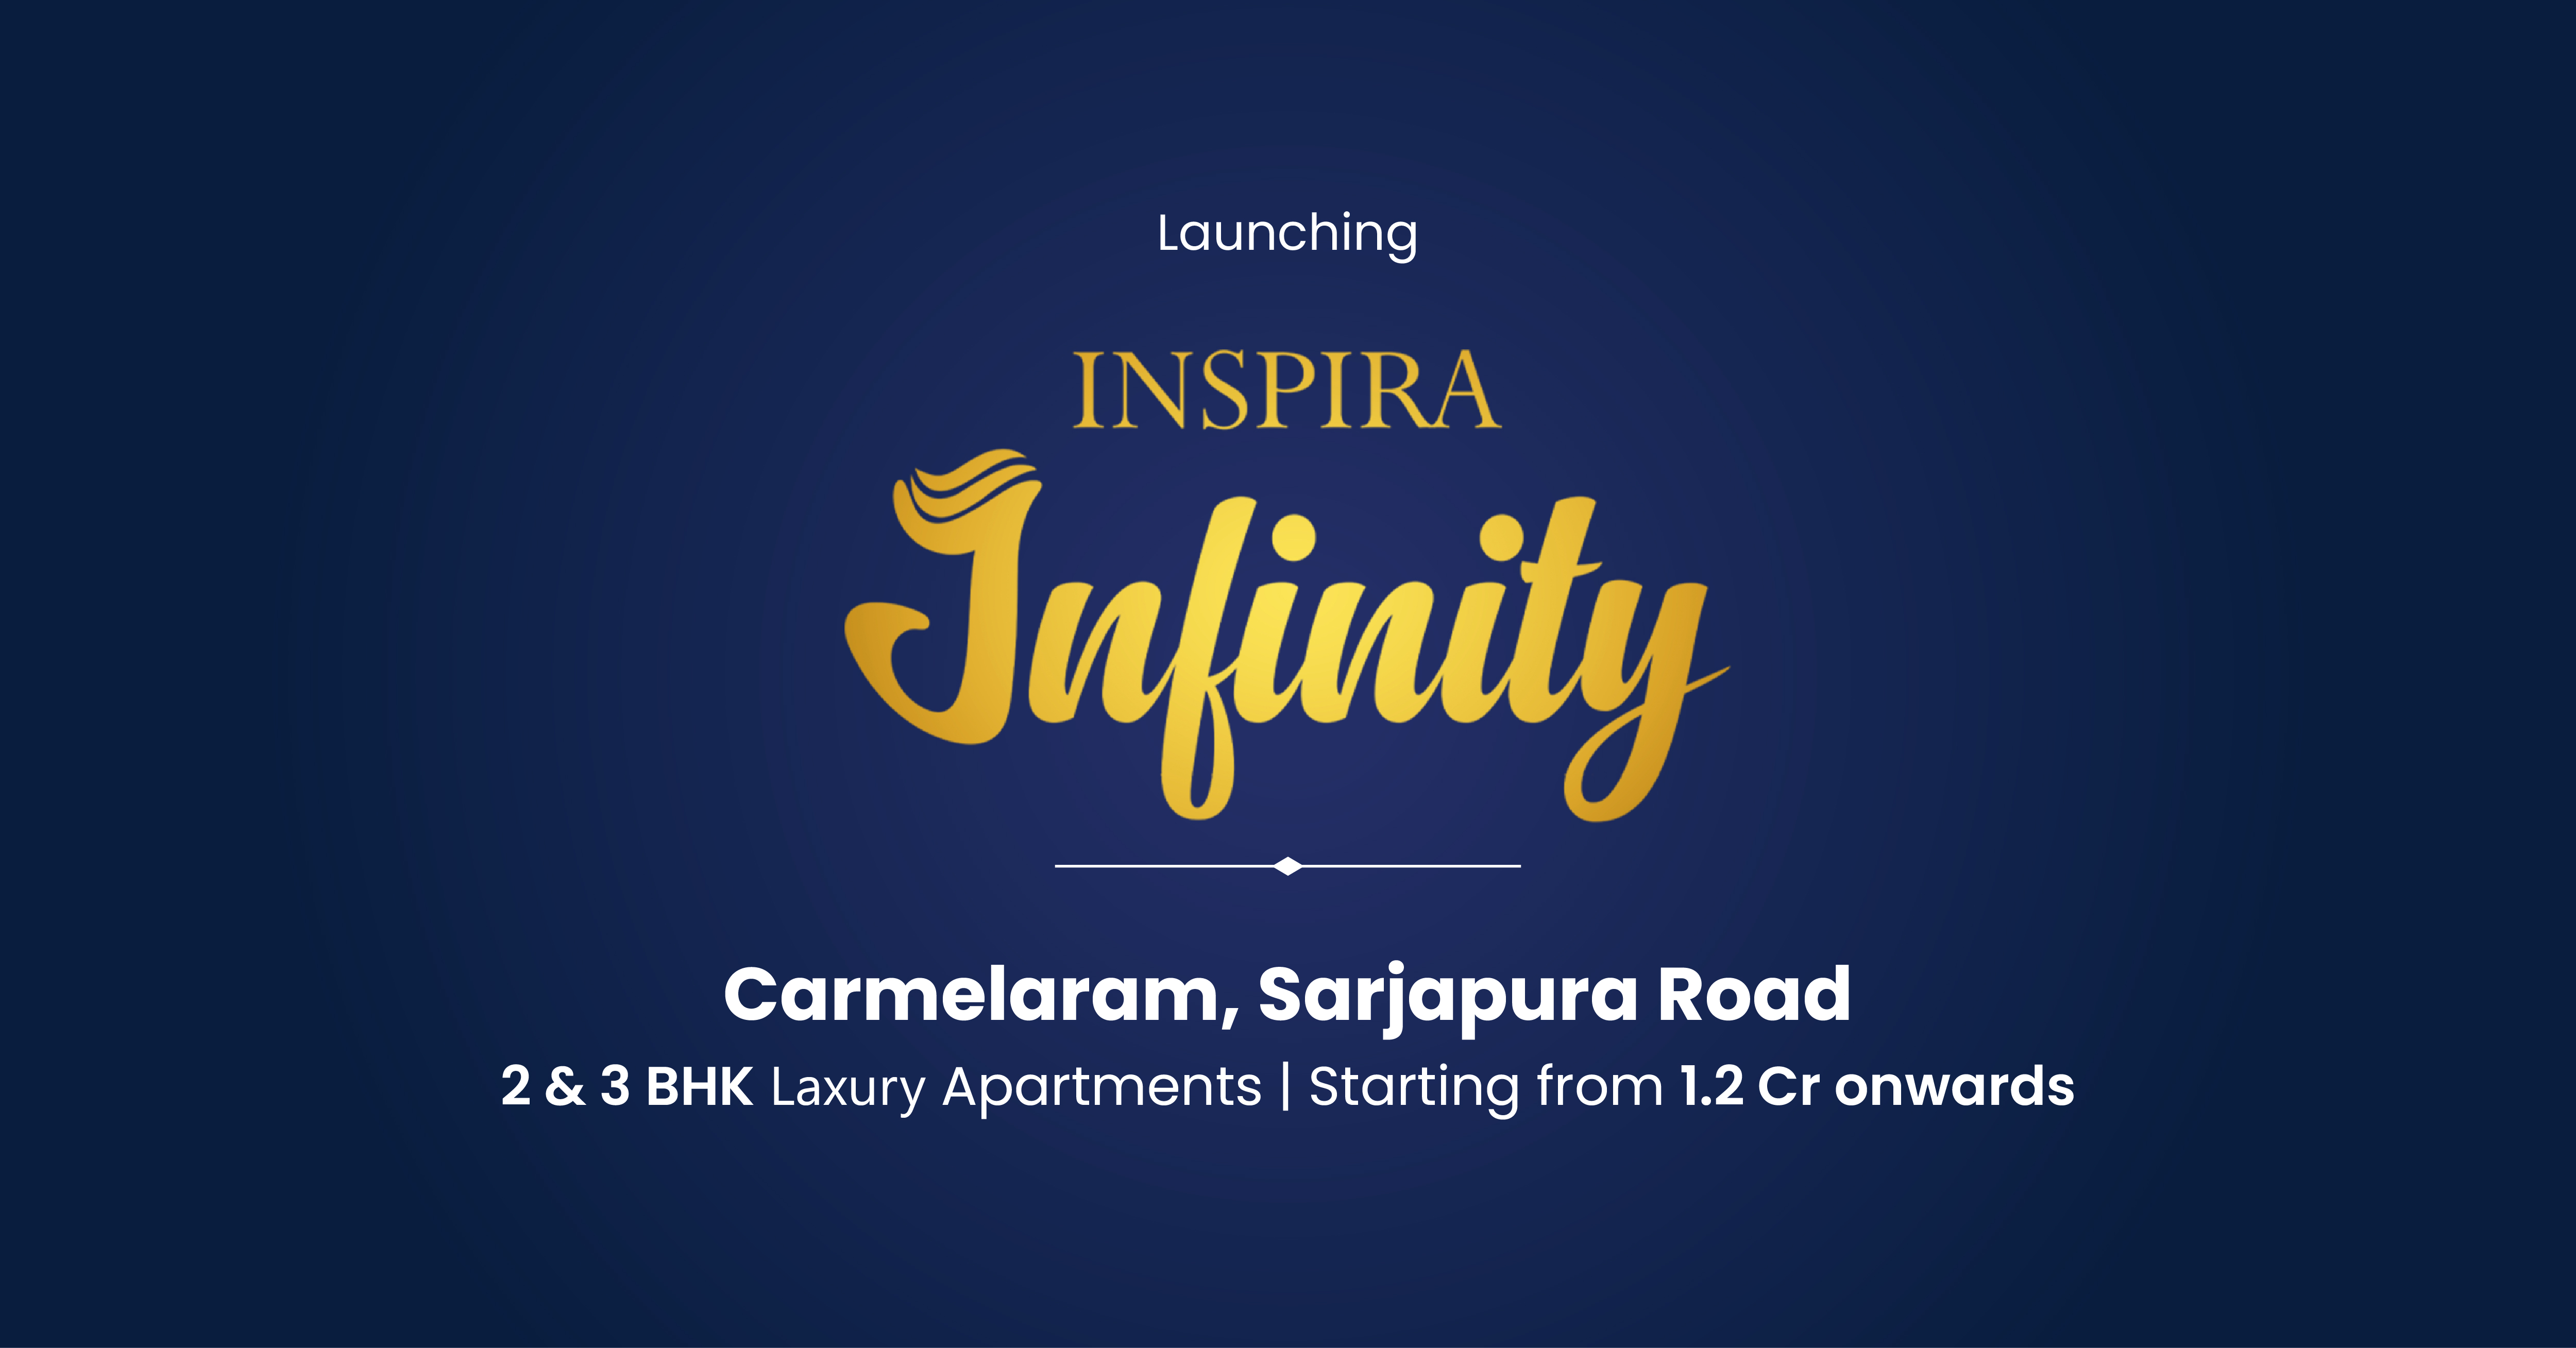 Launching
INSPIRA
Infinity
Carmelaram, Sarjapura Road
2 & 3 BHK Laxury Apartments | Starting from 1.2 Cr onwards